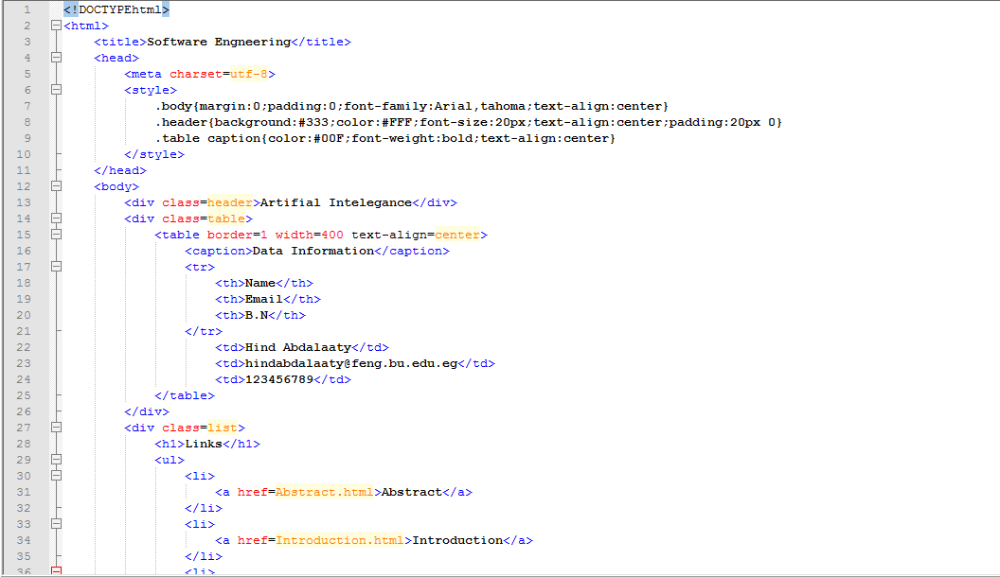 1 <!DOCTYPEhtml>
2 <html>
3 <title>Software Engneering</title>
4 <head>
5 <meta charset=utf-8>
6 <style>
7 .body{margin:0;padding:0;font-family:Arial,tahoma;text-align:center}
8 .header{background:#333;color:#FFF;font-size:20px;text-align:center;padding:20px 0}
9 .table caption{color:#00F;font-weight:bold;text-align:center}
10 </style>
11 </head>
12 <body>
13 <div class=header>Artifial Intelegance</div>
14 <div class=table>
15 <table border=1 width=400 text-align=center>
16 <caption>Data Information</caption>
17 <tr>
18 <th>Name</th>
19 <th>Email</th>
20 <th>B.N</th>
21 </tr>
22 <td>Hind Abdalaaty</td>
23 <td>hindabdalaaty@feng.bu.edu.eg</td>
24 <td>123456789</td>
25 </table>
26 </div>
27 <div class=list>
28 <h1>Links</h1>
29 <ul>
30 <li>
31 <a href=Abstract.html>Abstract</a>
32 </li>
33 <li>
34 <a href=Introduction.html>Introduction</a>
35 </li>
36 <li>